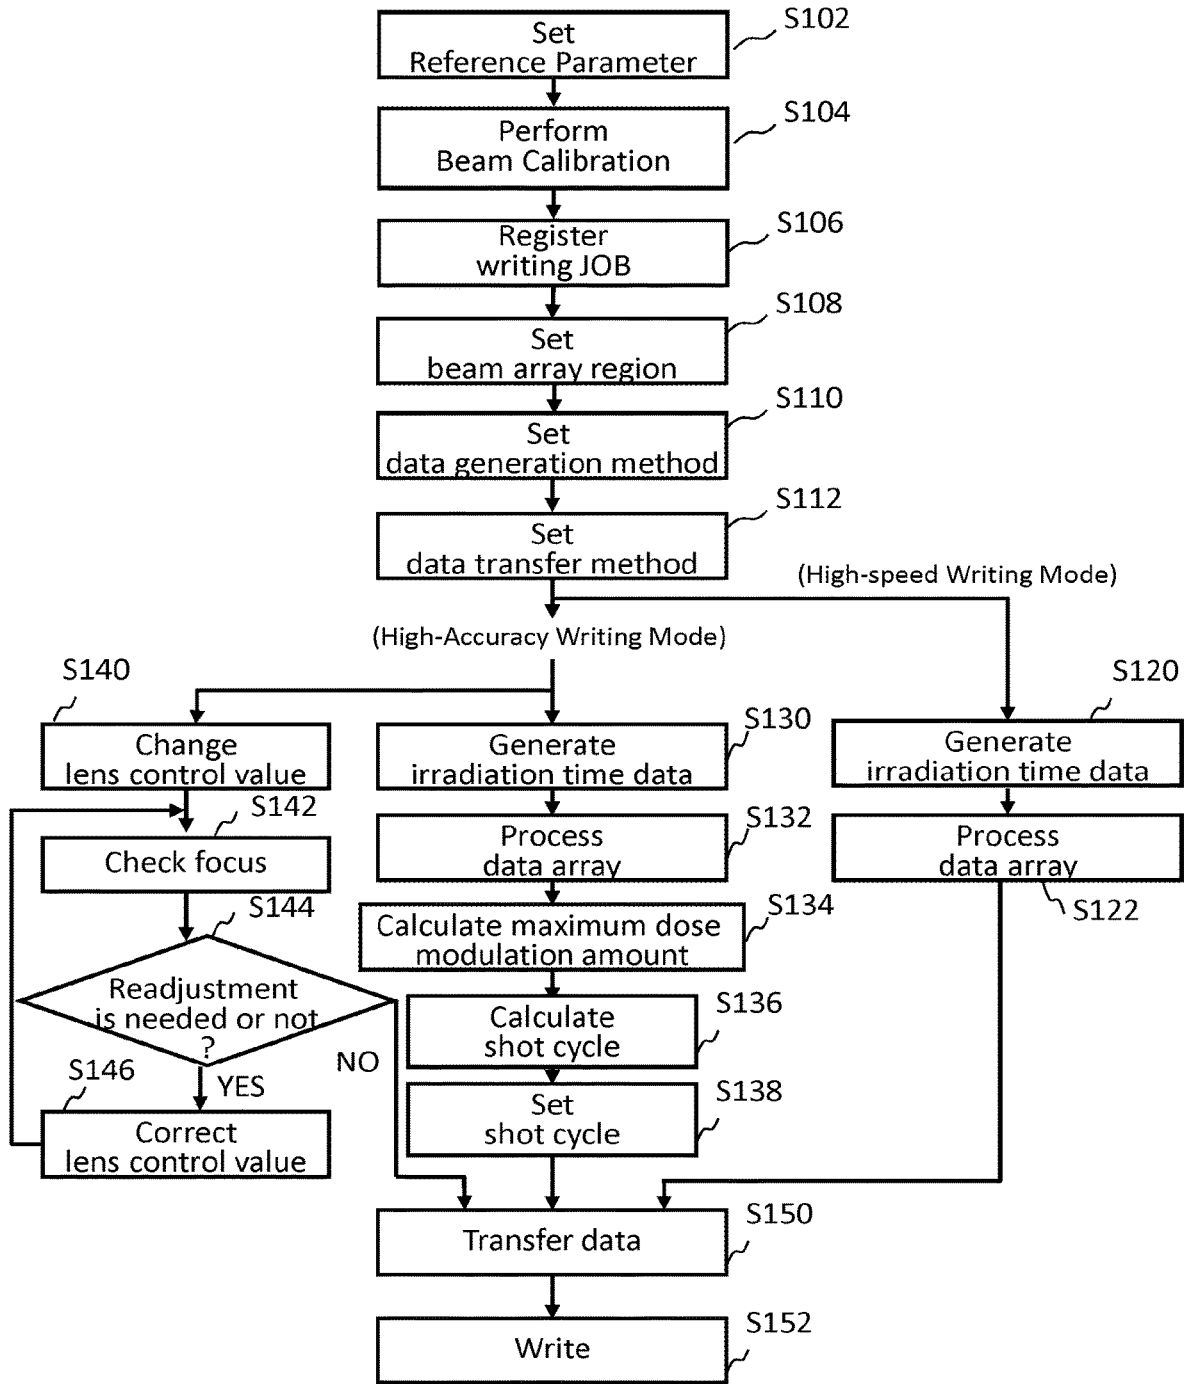 S102
Set
Reference Parameter
S104
Perform
Beam Calibration
S106
Register
writing JOB
S108
Set
beam array region
S110
Set
data generation method
S112
Set
data transfer method
(High-speed Writing Mode)
(High-Accuracy Writing Mode)
S140
Change
lens control value
S130
Generate
irradiation time data
S120
Generate
irradiation time data
S142
Check focus
S132
Process
data array
Process
data array
S122
S144
Readjustment
is needed or not
?
NO
YES
S134
Calculate maximum dose
modulation amount
S136
Calculate
shot cycle
S146
Correct
lens control value
S138
Set
shot cycle
S150
Transfer data
S152
Write